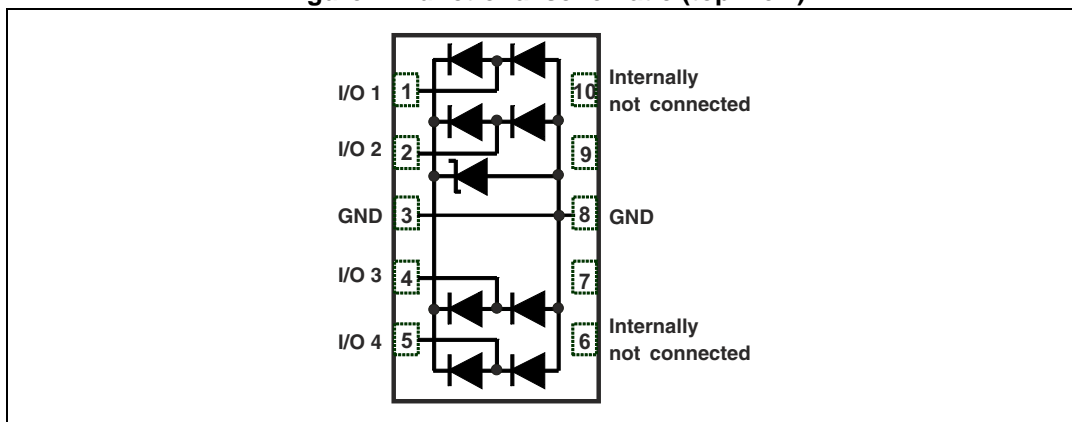 I/O 1
1
10
Internally
not connected
I/O 2
2
9
GND
3
8
GND
I/O 3
4
7
I/O 4
5
6
Internally
not connected